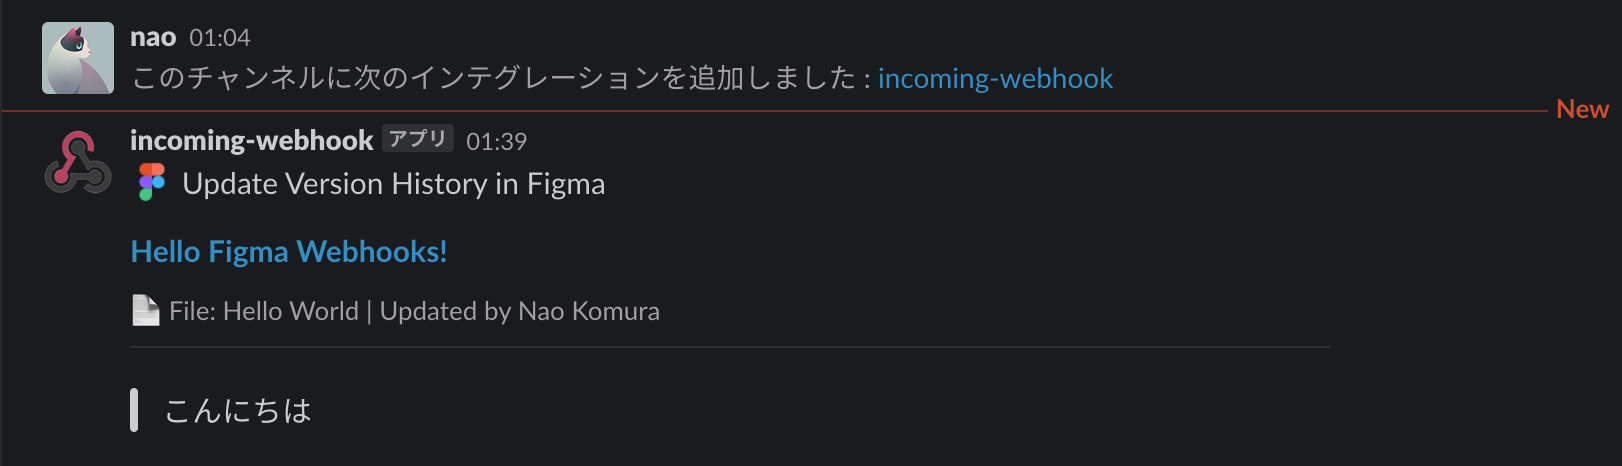 nao 01:04
このチャンネルに次のインテグレーションを追加しました : incoming-webhook
New
incoming-webhook アプリ 01:39
Update Version History in Figma
Hello Figma Webhooks!
File: Hello World | Updated by Nao Komura
こんにちは